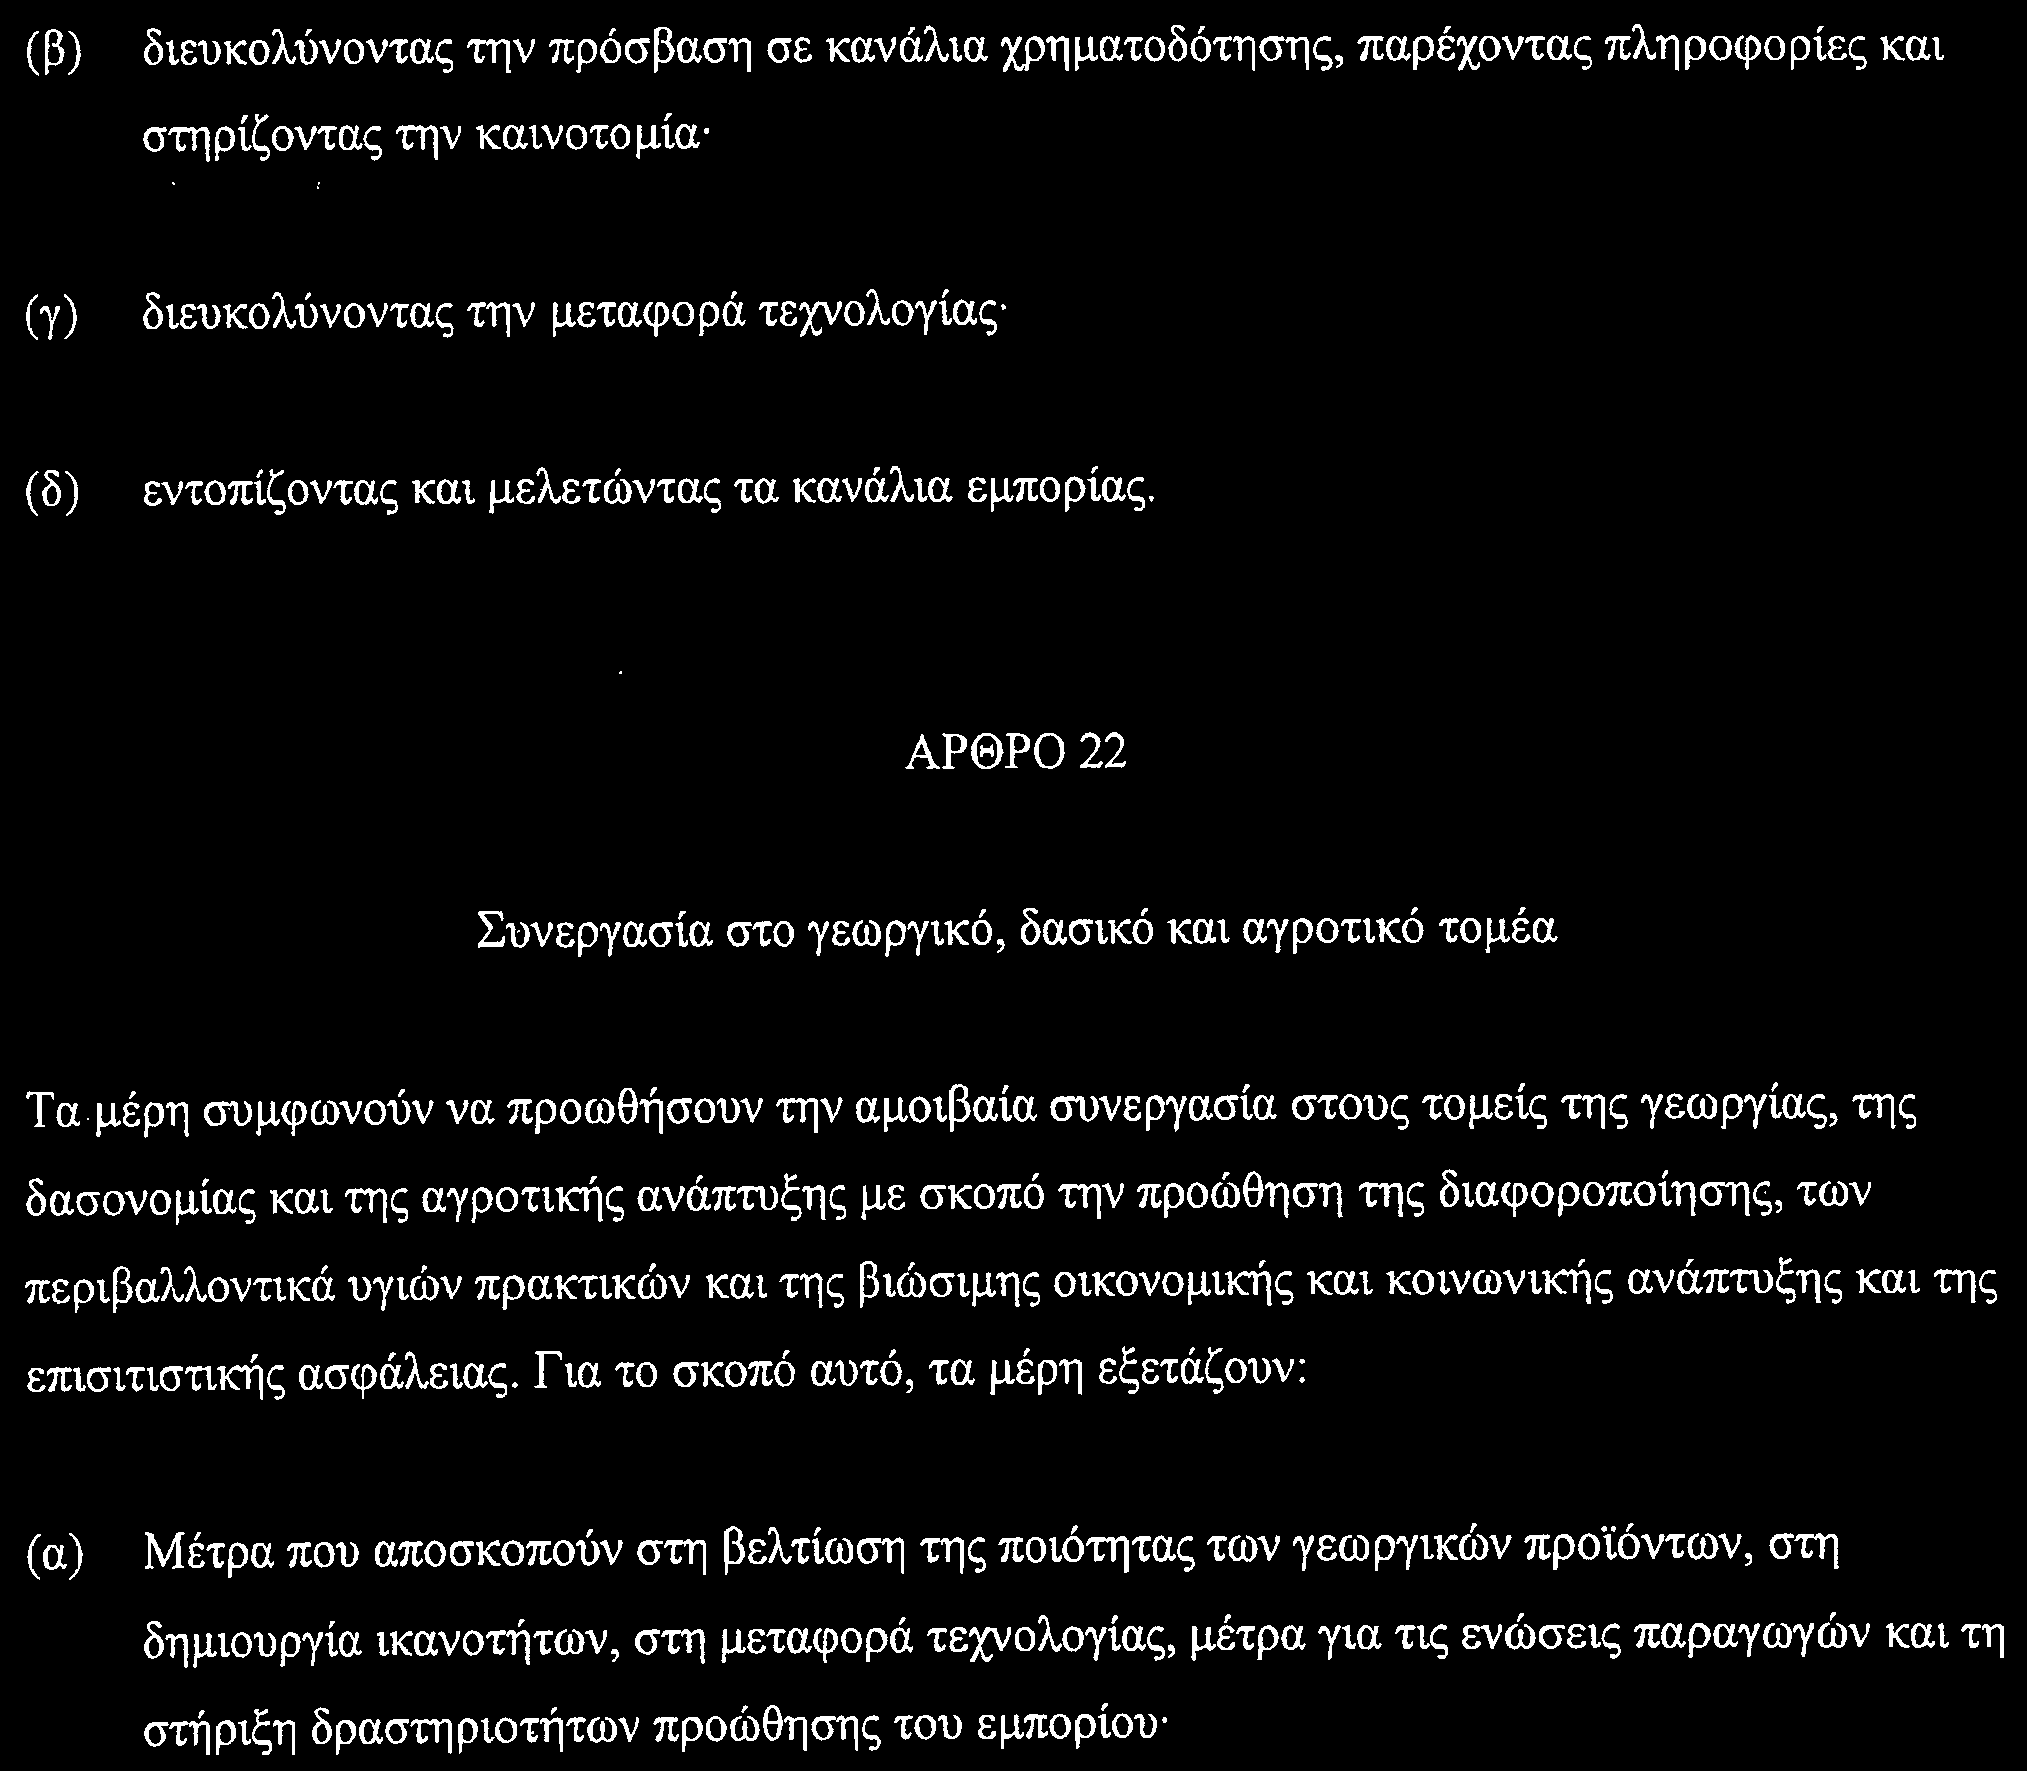 (β) διευκολύνοντας την πρόσβαση σε κανάλια χρηματοδότησης, παρέχοντας πληροφορίες και
στηρίζοντας την καινοτομία·
(γ) διευκολύνοντας την μεταφορά τεχνολογίας·
(δ) εντοπίζοντας και μελετώντας τα κανάλια εμπορίας.
ΑΡΘΡΟ 22
Συνεργασία στο γεωργικό, δασικό και αγροτικό τομέα
Τα μέρη συμφωνούν να προωθήσουν την αμοιβαία συνεργασία στους τομείς της γεωργίας, της
δασονομίας και της αγροτικής ανάπτυξης με σκοπό την προώθηση της διαφοροποίησης, των
περιβαλλοντικά υγιών πρακτικών και της βιώσιμης οικονομικής και κοινωνικής ανάπτυξης και της
επισιτιστικής ασφάλειας. Για το σκοπό αυτό, τα μέρη εξετάζουν:
(α) Μέτρα που αποσκοπούν στη βελτίωση της ποιότητας των γεωργικών προϊόντων, στη
δημιουργία ικανοτήτων, στη μεταφορά τεχνολογίας, μέτρα για τις ενώσεις παραγωγών και τη
στήριξη δραστηριοτήτων προώθησης του εμπορίου·